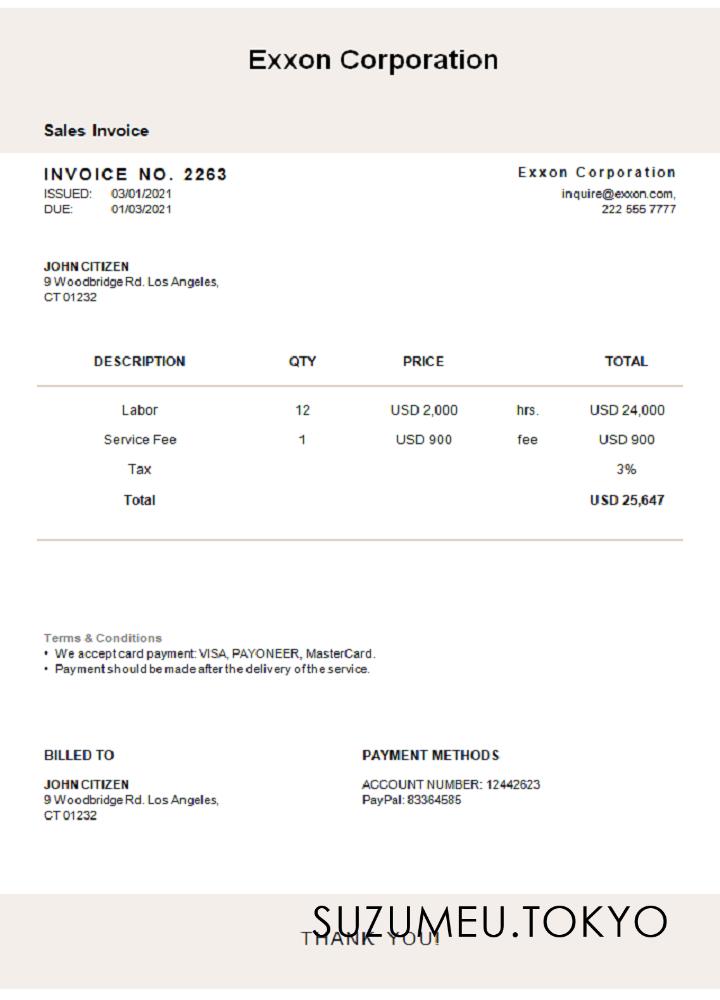 Exxon Corporation
Sales Invoice
INVOICE NO. 2263
ISSUED: 03/01/2021
DUE: 01/03/2021
Exxon Corporation
inquire@exxon.com,
222 555 7777
JOHN CITIZEN
9 Woodbridge Rd. Los Angeles,
CT 01232
DESCRIPTION QTY PRICE TOTAL
Labor 12 USD 2,000 hrs. USD 24,000
Service Fee 1 USD 900 fee USD 900
Tax 3%
Total USD 25,647
Terms & Conditions
• We accept card payment: VISA, PAYONEER, MasterCard.
• Payment should be made after the delivery of the service.
BILLED TO
JOHN CITIZEN
9 Woodbridge Rd. Los Angeles,
CT 01232
PAYMENT METHODS
ACCOUNT NUMBER: 12442623
PayPal: 83364585
SUZUMEU.TOKYO
THANK YOU!